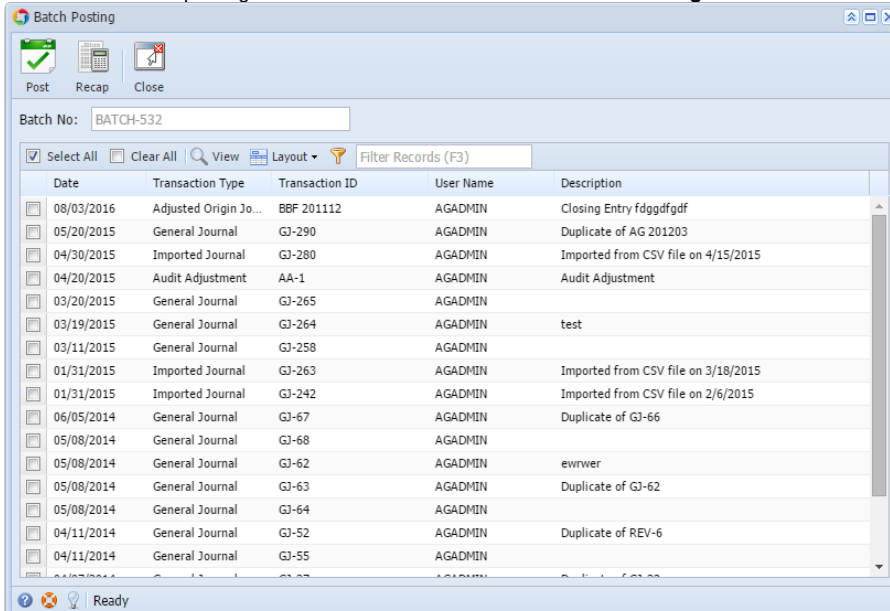 Batch Posting
Post Recap Close
Batch No: BATCH-532
Select All Clear All View Layout Filter Records (F3)
Date Transaction Type Transaction ID User Name Description
08/03/2016 Adjusted Origin Jo... BBF 201112 AGADMIN Closing Entry fdggdfgdf
05/20/2015 General Journal GJ-290 AGADMIN Duplicate of AG 201203
04/30/2015 Imported Journal GJ-280 AGADMIN Imported from CSV file on 4/15/2015
04/20/2015 Audit Adjustment AA-1 AGADMIN Audit Adjustment
03/20/2015 General Journal GJ-265 AGADMIN
03/19/2015 General Journal GJ-264 AGADMIN test
03/11/2015 General Journal GJ-258 AGADMIN
01/31/2015 Imported Journal GJ-263 AGADMIN Imported from CSV file on 3/18/2015
01/31/2015 Imported Journal GJ-242 AGADMIN Imported from CSV file on 2/6/2015
06/05/2014 General Journal GJ-67 AGADMIN Duplicate of GJ-66
05/08/2014 General Journal GJ-68 AGADMIN
05/08/2014 General Journal GJ-62 AGADMIN ewrwer
05/08/2014 General Journal GJ-63 AGADMIN Duplicate of GJ-62
05/08/2014 General Journal GJ-64 AGADMIN
04/11/2014 General Journal GJ-52 AGADMIN Duplicate of REV-6
04/11/2014 General Journal GJ-55 AGADMIN
Ready